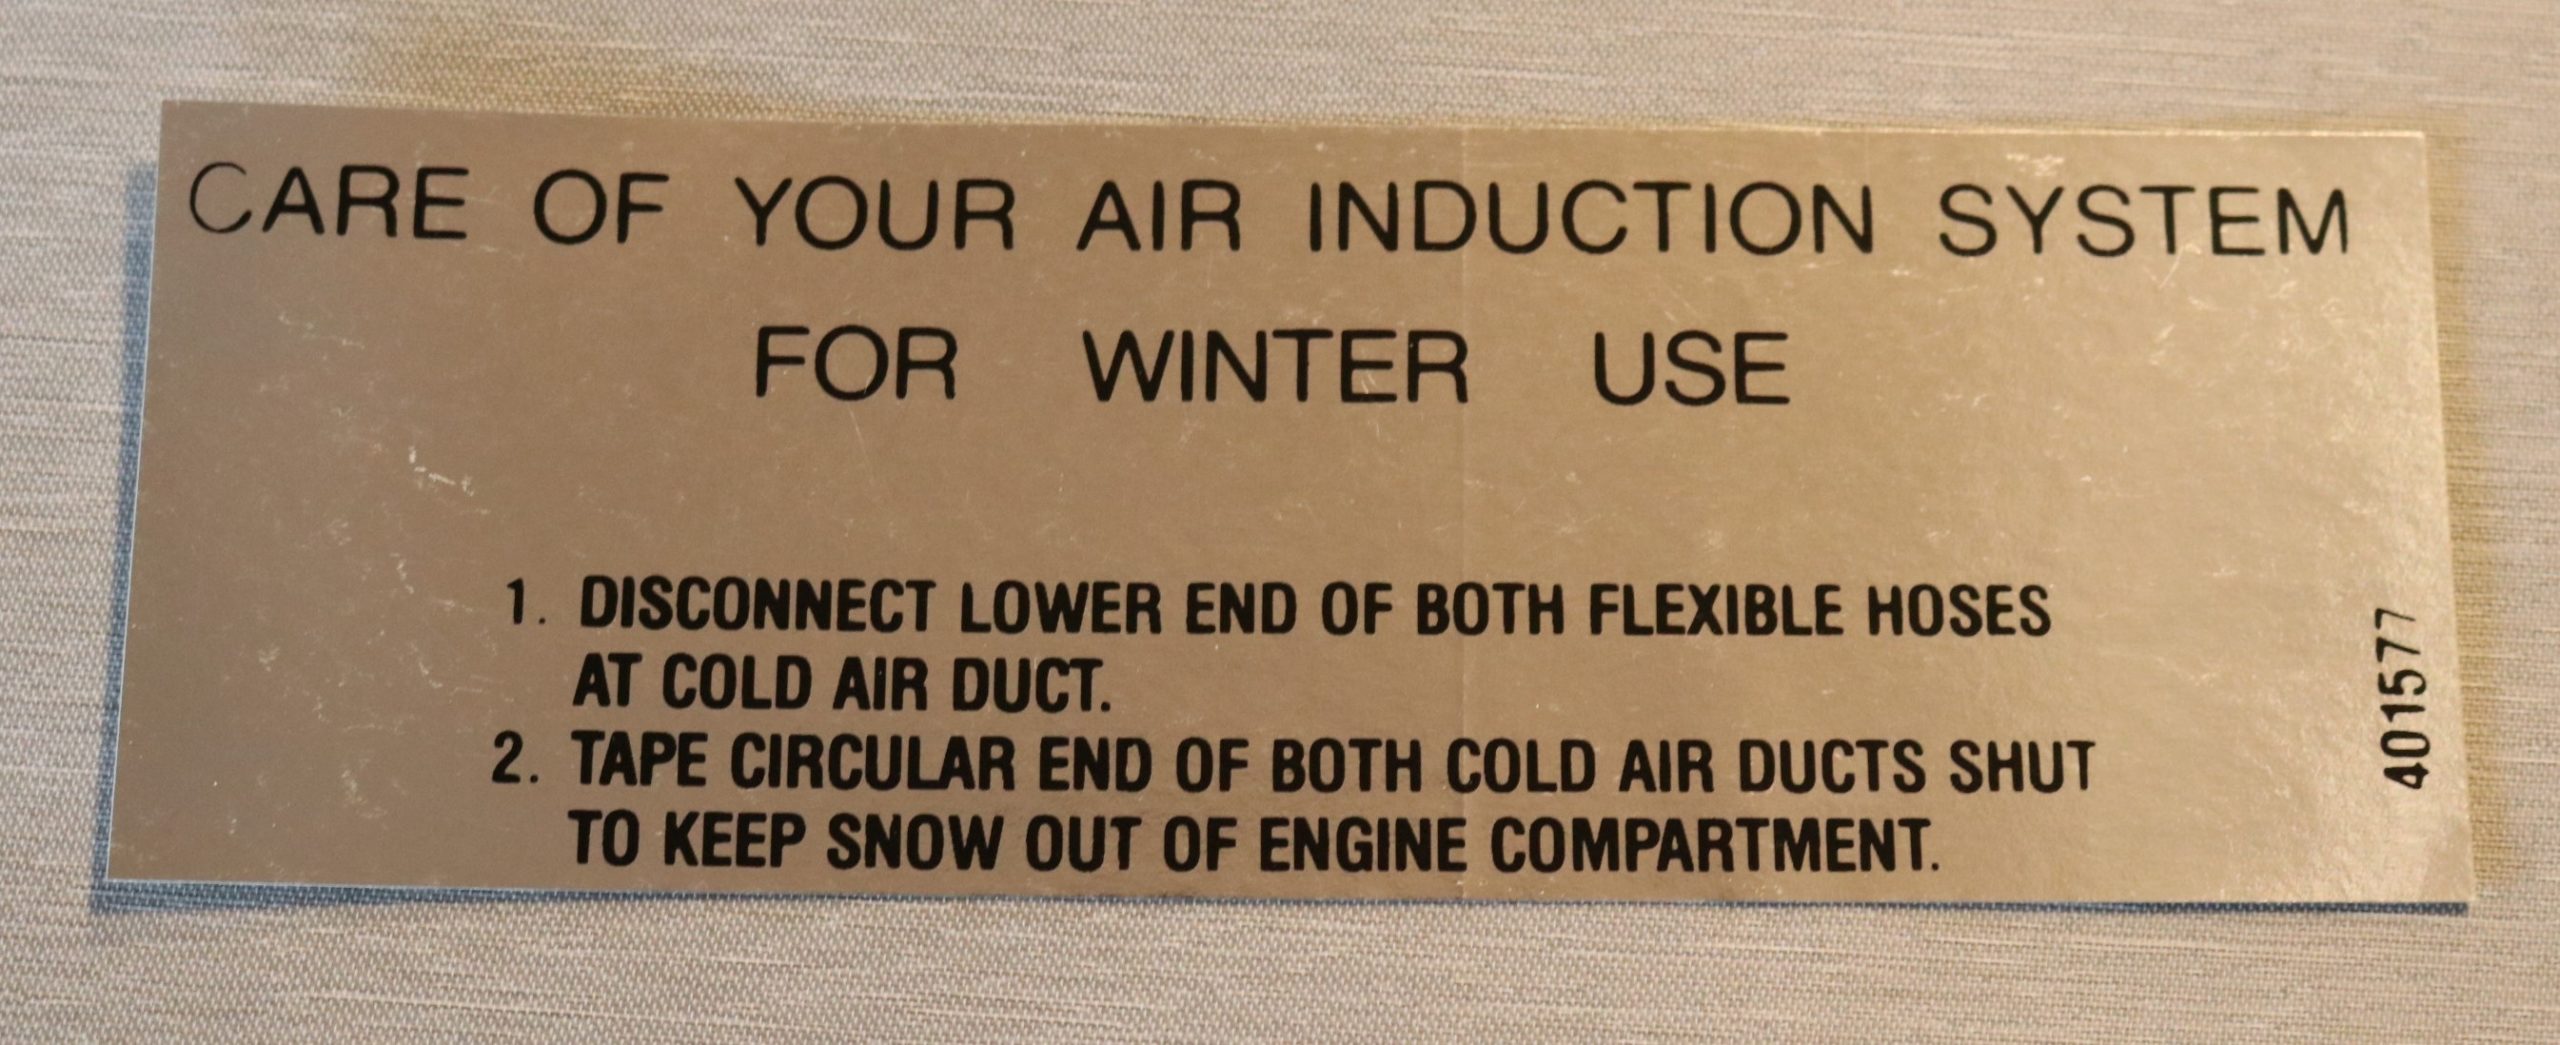 CARE OF YOUR AIR INDUCTION SYSTEM
FOR WINTER USE
1. DISCONNECT LOWER END OF BOTH FLEXIBLE HOSES
AT COLD AIR DUCT.
2. TAPE CIRCULAR END OF BOTH COLD AIR DUCTS SHUT
TO KEEP SNOW OUT OF ENGINE COMPARTMENT.
401577